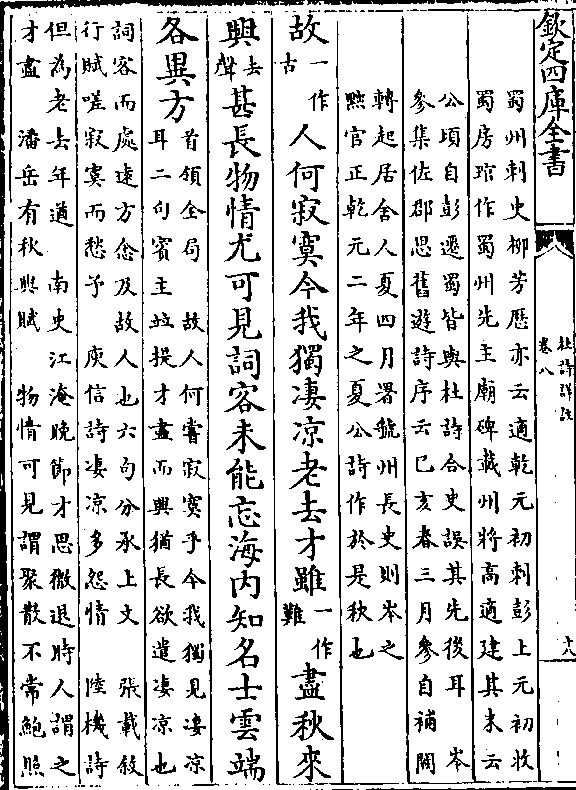 欽定四庫全書
杜詩詳註
卷八
十八
蜀州刺史柳芳歴亦云適乾元初刺彭上元初牧
蜀房琯作蜀州先主廟碑載州將高適建其末云
公頃自彭遷蜀皆與杜詩合史誤其先後耳　岑
參集佐郡思舊遊詩序云已亥春三月參自補闕
轉起居舍人夏四月署虢州長史則岑之
黜官正乾元二年之夏公詩作於是秋也
故一作古人何寂寞今我獨凄凉老去才雖一作難盡秋來
興去聲甚長物情尤可見詞客未能忘海内知名士雲端
各異方首領全局　故人何嘗寂寞乎今我獨見凄凉
耳二句賓主竝提才盡而興猶長欲遣凄凉也
詞客而處遠方念及故人也六句分承上文　張載敘
行賦嗟寂寞而愁予　庾信詩凄凉多怨情　陸機詩
但為老去年遒　南史江淹晩節才思微退時人謂之
才盡　潘岳有秋興賦　物情可見謂聚散不常鮑照